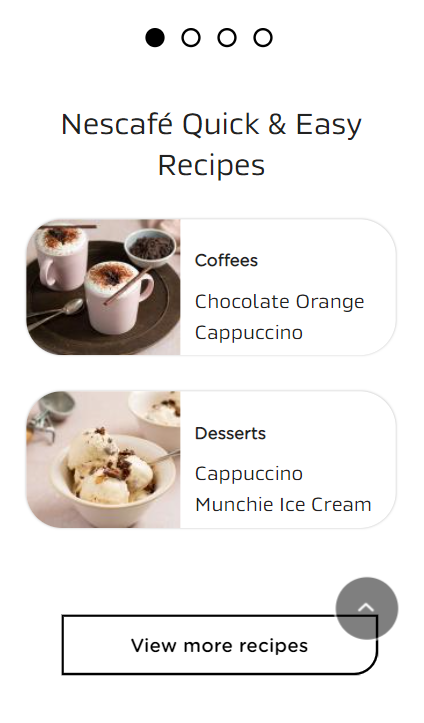 Nescafé Quick & Easy
Recipes
Coffees
Chocolate Orange
Cappuccino
Desserts
Cappuccino
Munchie Ice Cream
View more recipes